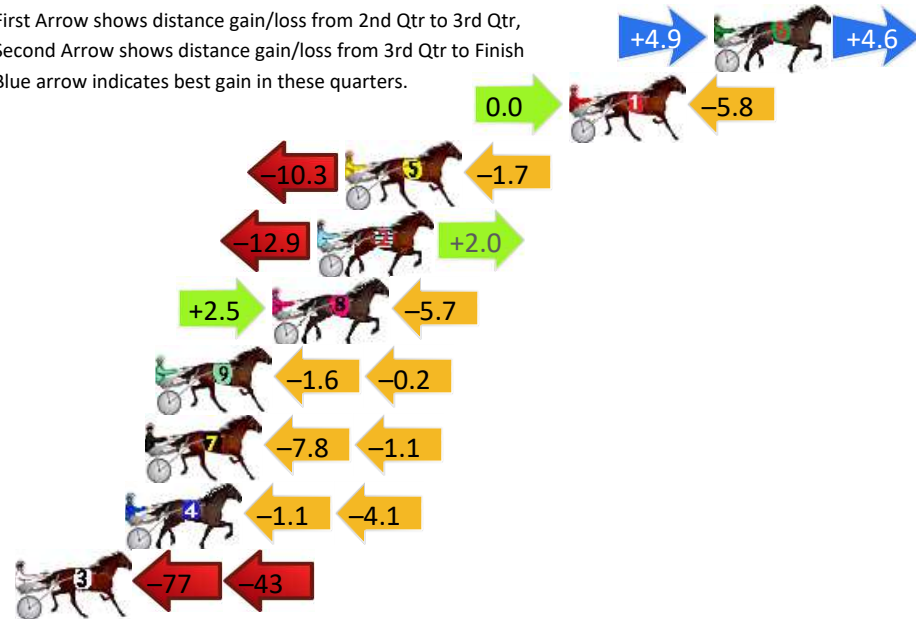 First Arrow shows distance gain/loss from 2nd Qtr to 3rd Qtr,
Second Arrow shows distance gain/loss from 3rd Qtr to Finish
Blue arrow indicates best gain in these quarters.
+4.9 +4.6
0.0 1 –5.8
–10.3 5 –1.7
–12.9 +2.0
+2.5 8 –5.7
9 –1.6 –0.2
7 –7.8 –1.1
4 –1.1 –4.1
3 –77 –43